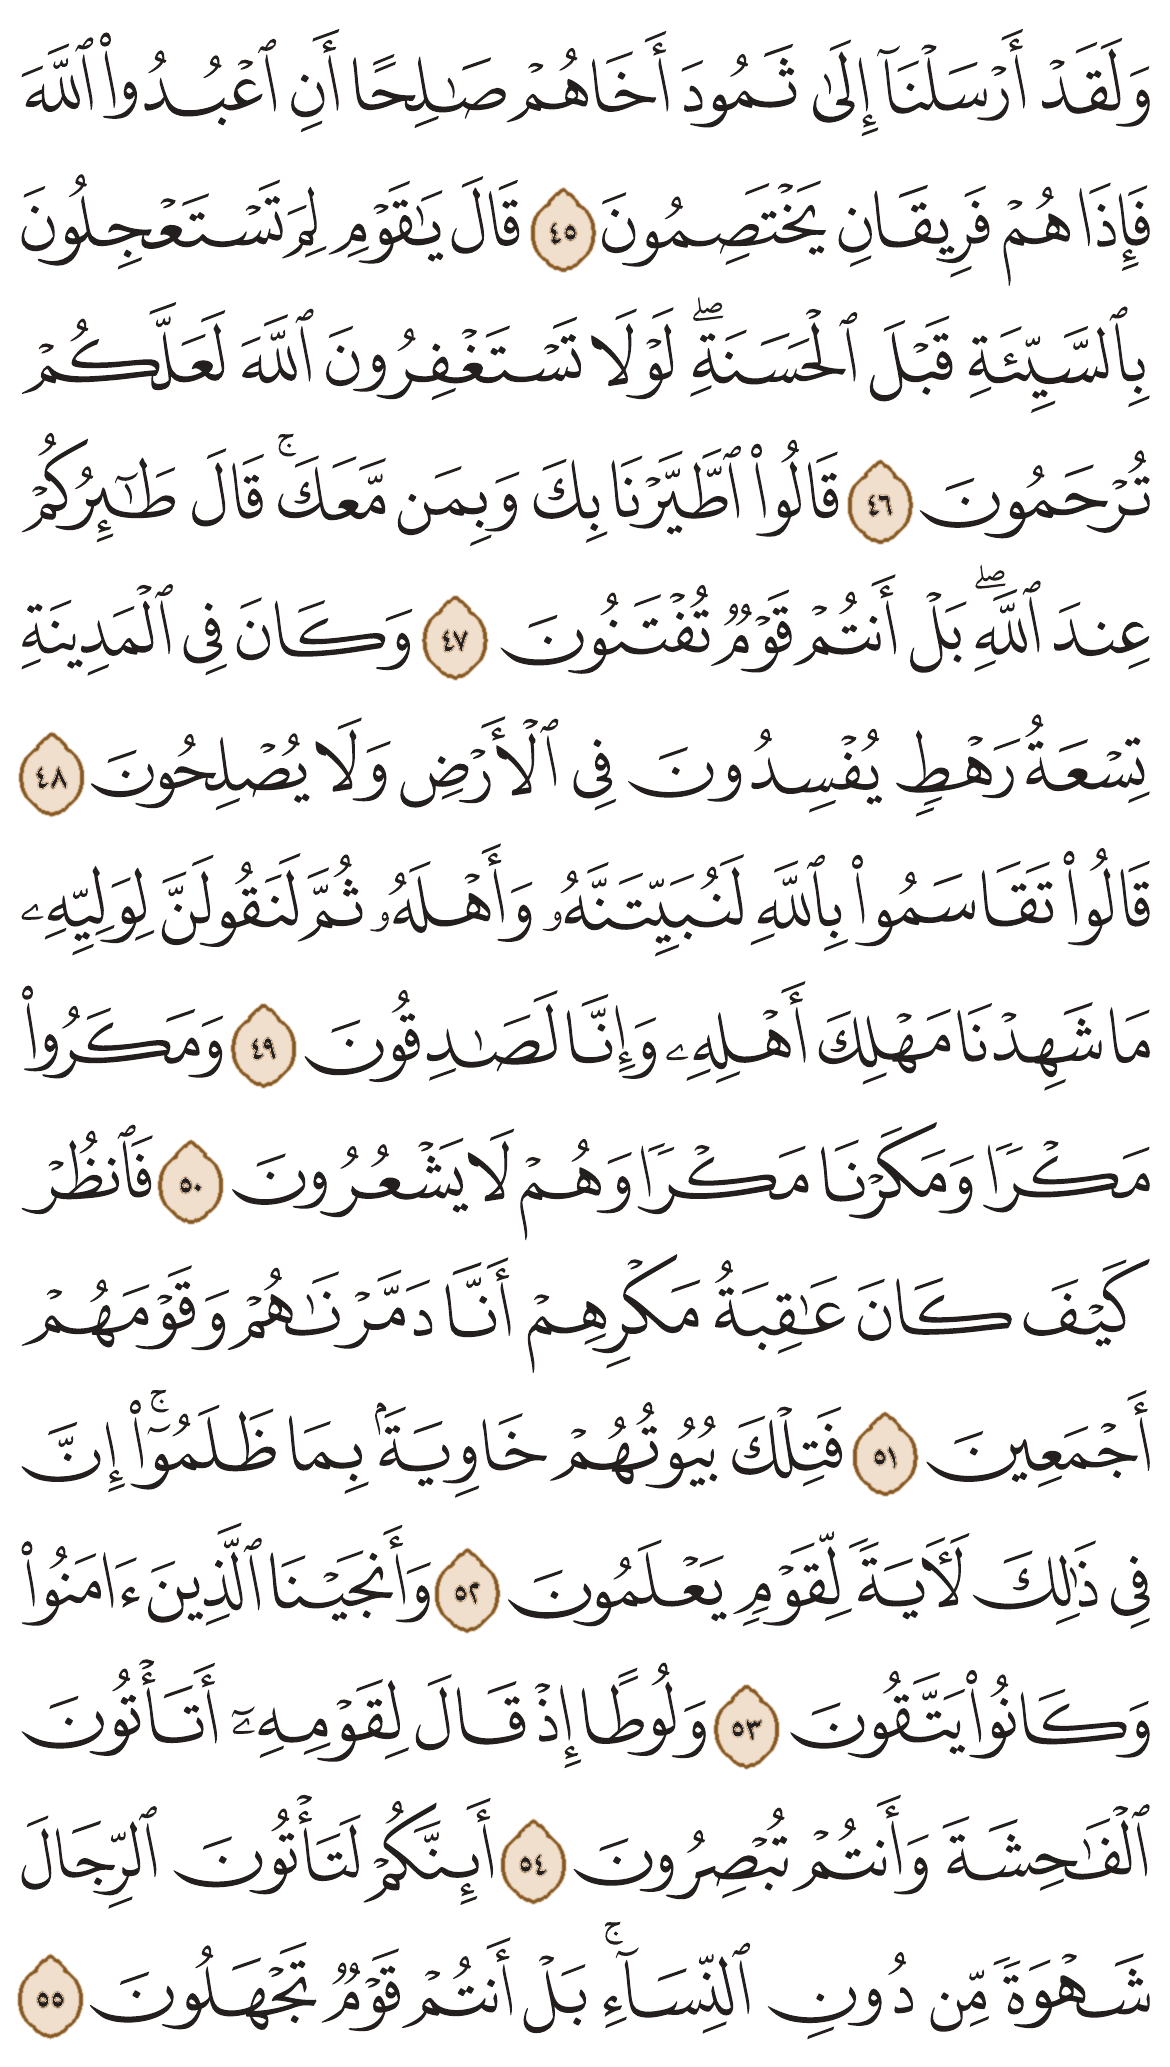 وَلَقَدۡ أَرۡسَلۡنَآ إِلَىٰ ثَمُودَ أَخَاهُمۡ صَٰلِحًا أَنِ ٱعۡبُدُواْ ٱللَّهَ
فَإِذَا هُمۡ فَرِيقَانِ يَخۡتَصِمُونَ ٤٥ قَالَ يَٰقَوۡمِ لِمَ تَسۡتَعۡجِلُونَ
بِٱلسَّيِّئَةِ قَبۡلَ ٱلۡحَسَنَةِۖ لَوۡلَا تَسۡتَغۡفِرُونَ ٱللَّهَ لَعَلَّكُمۡ
تُرۡحَمُونَ ٤٦ قَالُواْ ٱطَّيَّرۡنَا بِكَ وَبِمَن مَّعَكَۚ قَالَ طَٰٓئِرُكُمۡ
عِندَ ٱللَّهِۖ بَلۡ أَنتُمۡ قَوۡمٞ تُفۡتَنُونَ ٤٧ وَكَانَ فِي ٱلۡمَدِينَةِ
تِسۡعَةُ رَهۡطٖ يُفۡسِدُونَ فِي ٱلۡأَرۡضِ وَلَا يُصۡلِحُونَ ٤٨
قَالُواْ تَقَاسَمُواْ بِٱللَّهِ لَنُبَيِّتَنَّهُۥ وَأَهۡلَهُۥ ثُمَّ لَنَقُولَنَّ لِوَلِيِّهِۦ
مَا شَهِدۡنَا مَهۡلِكَ أَهۡلِهِۦ وَإِنَّا لَصَٰدِقُونَ ٤٩ وَمَكَرُواْ
مَكۡرٗا وَمَكَرۡنَا مَكۡرٗا وَهُمۡ لَا يَشۡعُرُونَ ٥٠ فَٱنظُرۡ
كَيۡفَ كَانَ عَٰقِبَةُ مَكۡرِهِمۡ أَنَّا دَمَّرۡنَٰهُمۡ وَقَوۡمَهُمۡ
أَجۡمَعِينَ ٥١ فَتِلۡكَ بُيُوتُهُمۡ خَاوِيَةَۢ بِمَا ظَلَمُوٓاْۚ إِنَّ
فِي ذَٰلِكَ لَأٓيَةٗ لِّقَوۡمٖ يَعۡلَمُونَ ٥٢ وَأَنجَيۡنَا ٱلَّذِينَ ءَامَنُواْ
وَكَانُواْ يَتَّقُونَ ٥٣ وَلُوطًا إِذۡ قَالَ لِقَوۡمِهِۦٓ أَتَأۡتُونَ
ٱلۡفَٰحِشَةَ وَأَنتُمۡ تُبۡصِرُونَ ٥٤ أَئِنَّكُمۡ لَتَأۡتُونَ ٱلرِّجَالَ
شَهۡوَةٗ مِّن دُونِ ٱلنِّسَآءِۚ بَلۡ أَنتُمۡ قَوۡمٞ تَجۡهَلُونَ ٥٥